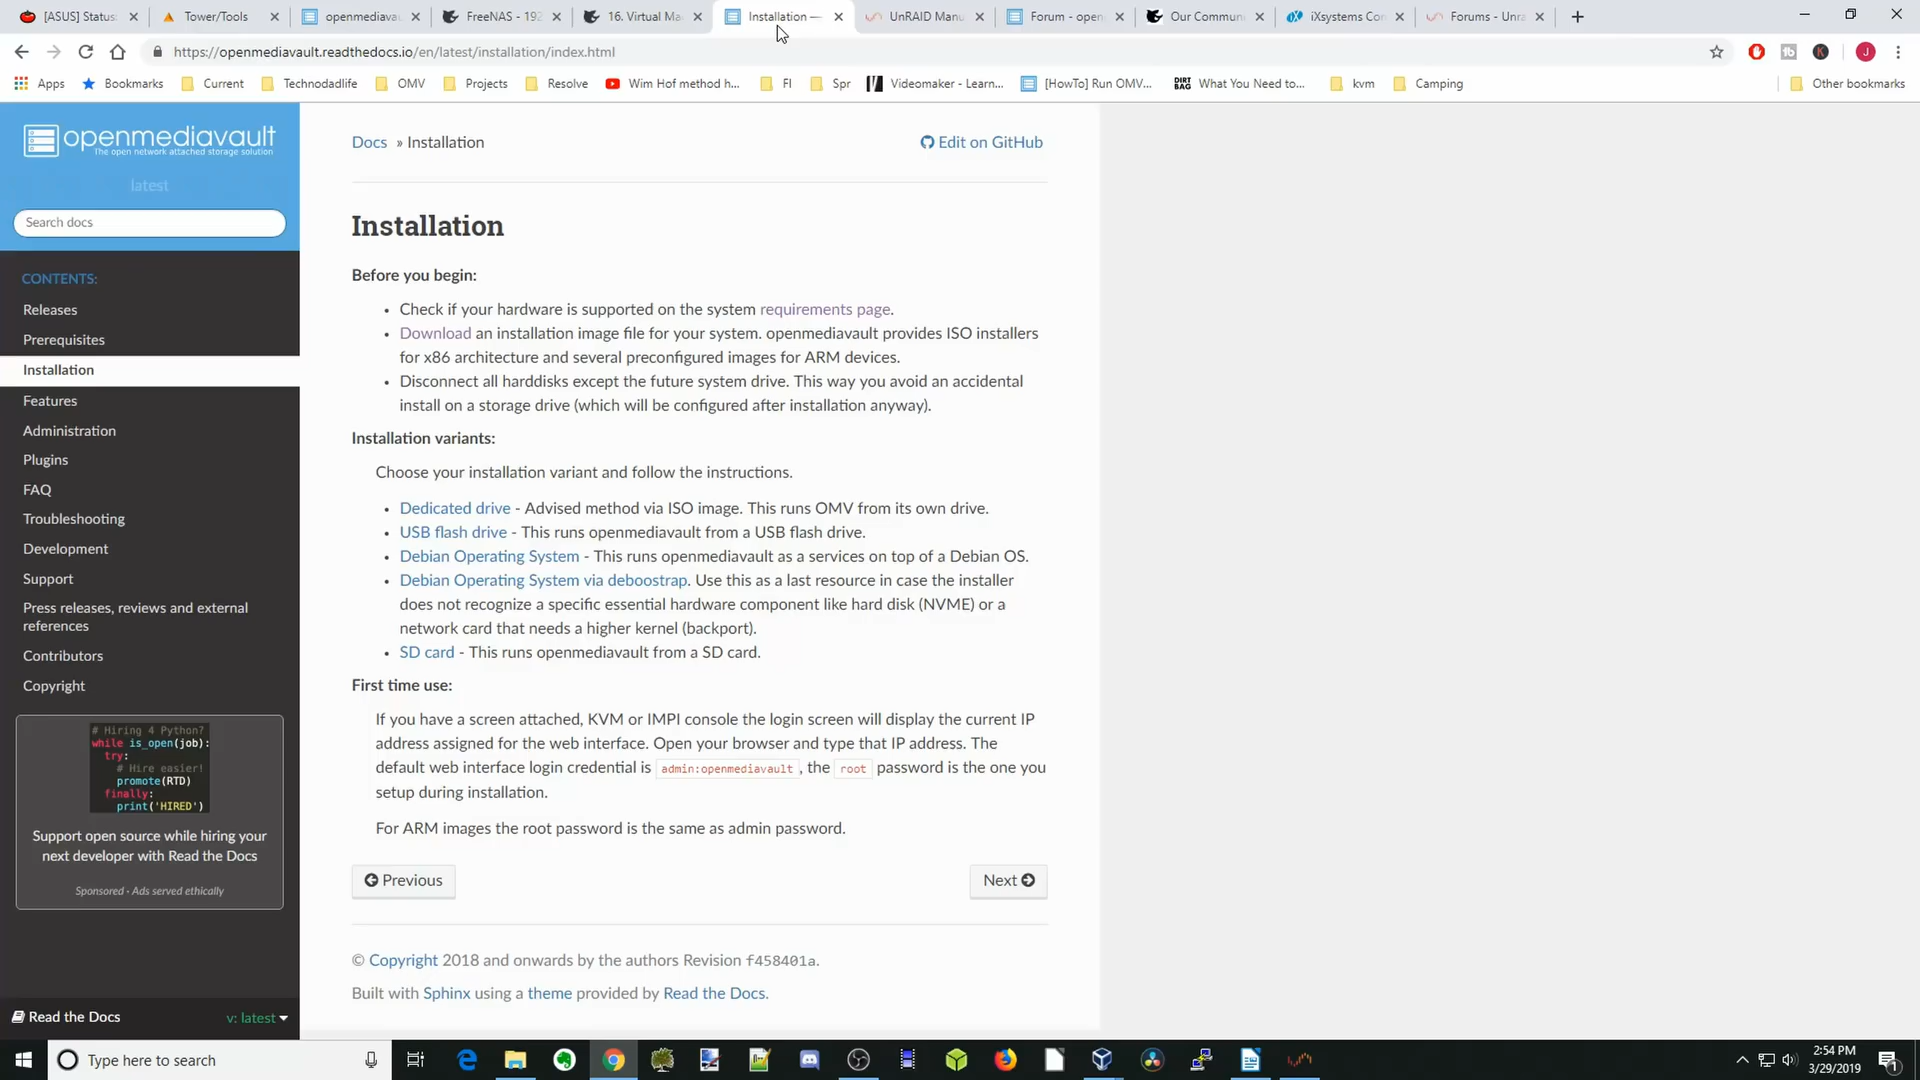 [ASUS] Status:
Tower/Tools
openmediavau
FreeNAS - 192
16. Virtual Ma
Installation —
UnRAID Manu
Forum - open
Our Communi
iXsystems Cor
Forums - Unra
https://openmediavault.readthedocs.io/en/latest/installation/index.html
Apps
Bookmarks
Current
Technodadlife
OMV
Projects
Resolve
Wim Hof method h...
FI
Spr
Videomaker - Learn...
[HowTo] Run OMV...
DIRT BAG
What You Need to...
kvm
Camping
Other bookmarks
openmediavault
The open network attached storage solution
latest
Search docs
CONTENTS:
Releases
Prerequisites
Installation
Features
Administration
Plugins
FAQ
Troubleshooting
Development
Support
Press releases, reviews and external
references
Contributors
Copyright
# Hiring 4 Python?
while is_open(job):
try:
# Hire easier!
promote(RTD)
finally:
print('HIRED')
Support open source while hiring your
next developer with Read the Docs
Sponsored · Ads served ethically
Read the Docs
v: latest
Docs » Installation
Edit on GitHub
Installation
Before you begin:
• Check if your hardware is supported on the system requirements page.
• Download an installation image file for your system. openmediavault provides ISO installers
for x86 architecture and several preconfigured images for ARM devices.
• Disconnect all harddisks except the future system drive. This way you avoid an accidental
install on a storage drive (which will be configured after installation anyway).
Installation variants:
Choose your installation variant and follow the instructions.
• Dedicated drive - Advised method via ISO image. This runs OMV from its own drive.
• USB flash drive - This runs openmediavault from a USB flash drive.
• Debian Operating System - This runs openmediavault as a services on top of a Debian OS.
• Debian Operating System via deboostrap. Use this as a last resource in case the installer
does not recognize a specific essential hardware component like hard disk (NVME) or a
network card that needs a higher kernel (backport).
• SD card - This runs openmediavault from a SD card.
First time use:
If you have a screen attached, KVM or IMPI console the login screen will display the current IP
address assigned for the web interface. Open your browser and type that IP address. The
default web interface login credential is admin:openmediavault, the root password is the one you
setup during installation.
For ARM images the root password is the same as admin password.
Previous
Next
© Copyright 2018 and onwards by the authors Revision f458401a.
Built with Sphinx using a theme provided by Read the Docs.
Type here to search
2:54 PM
3/29/2019